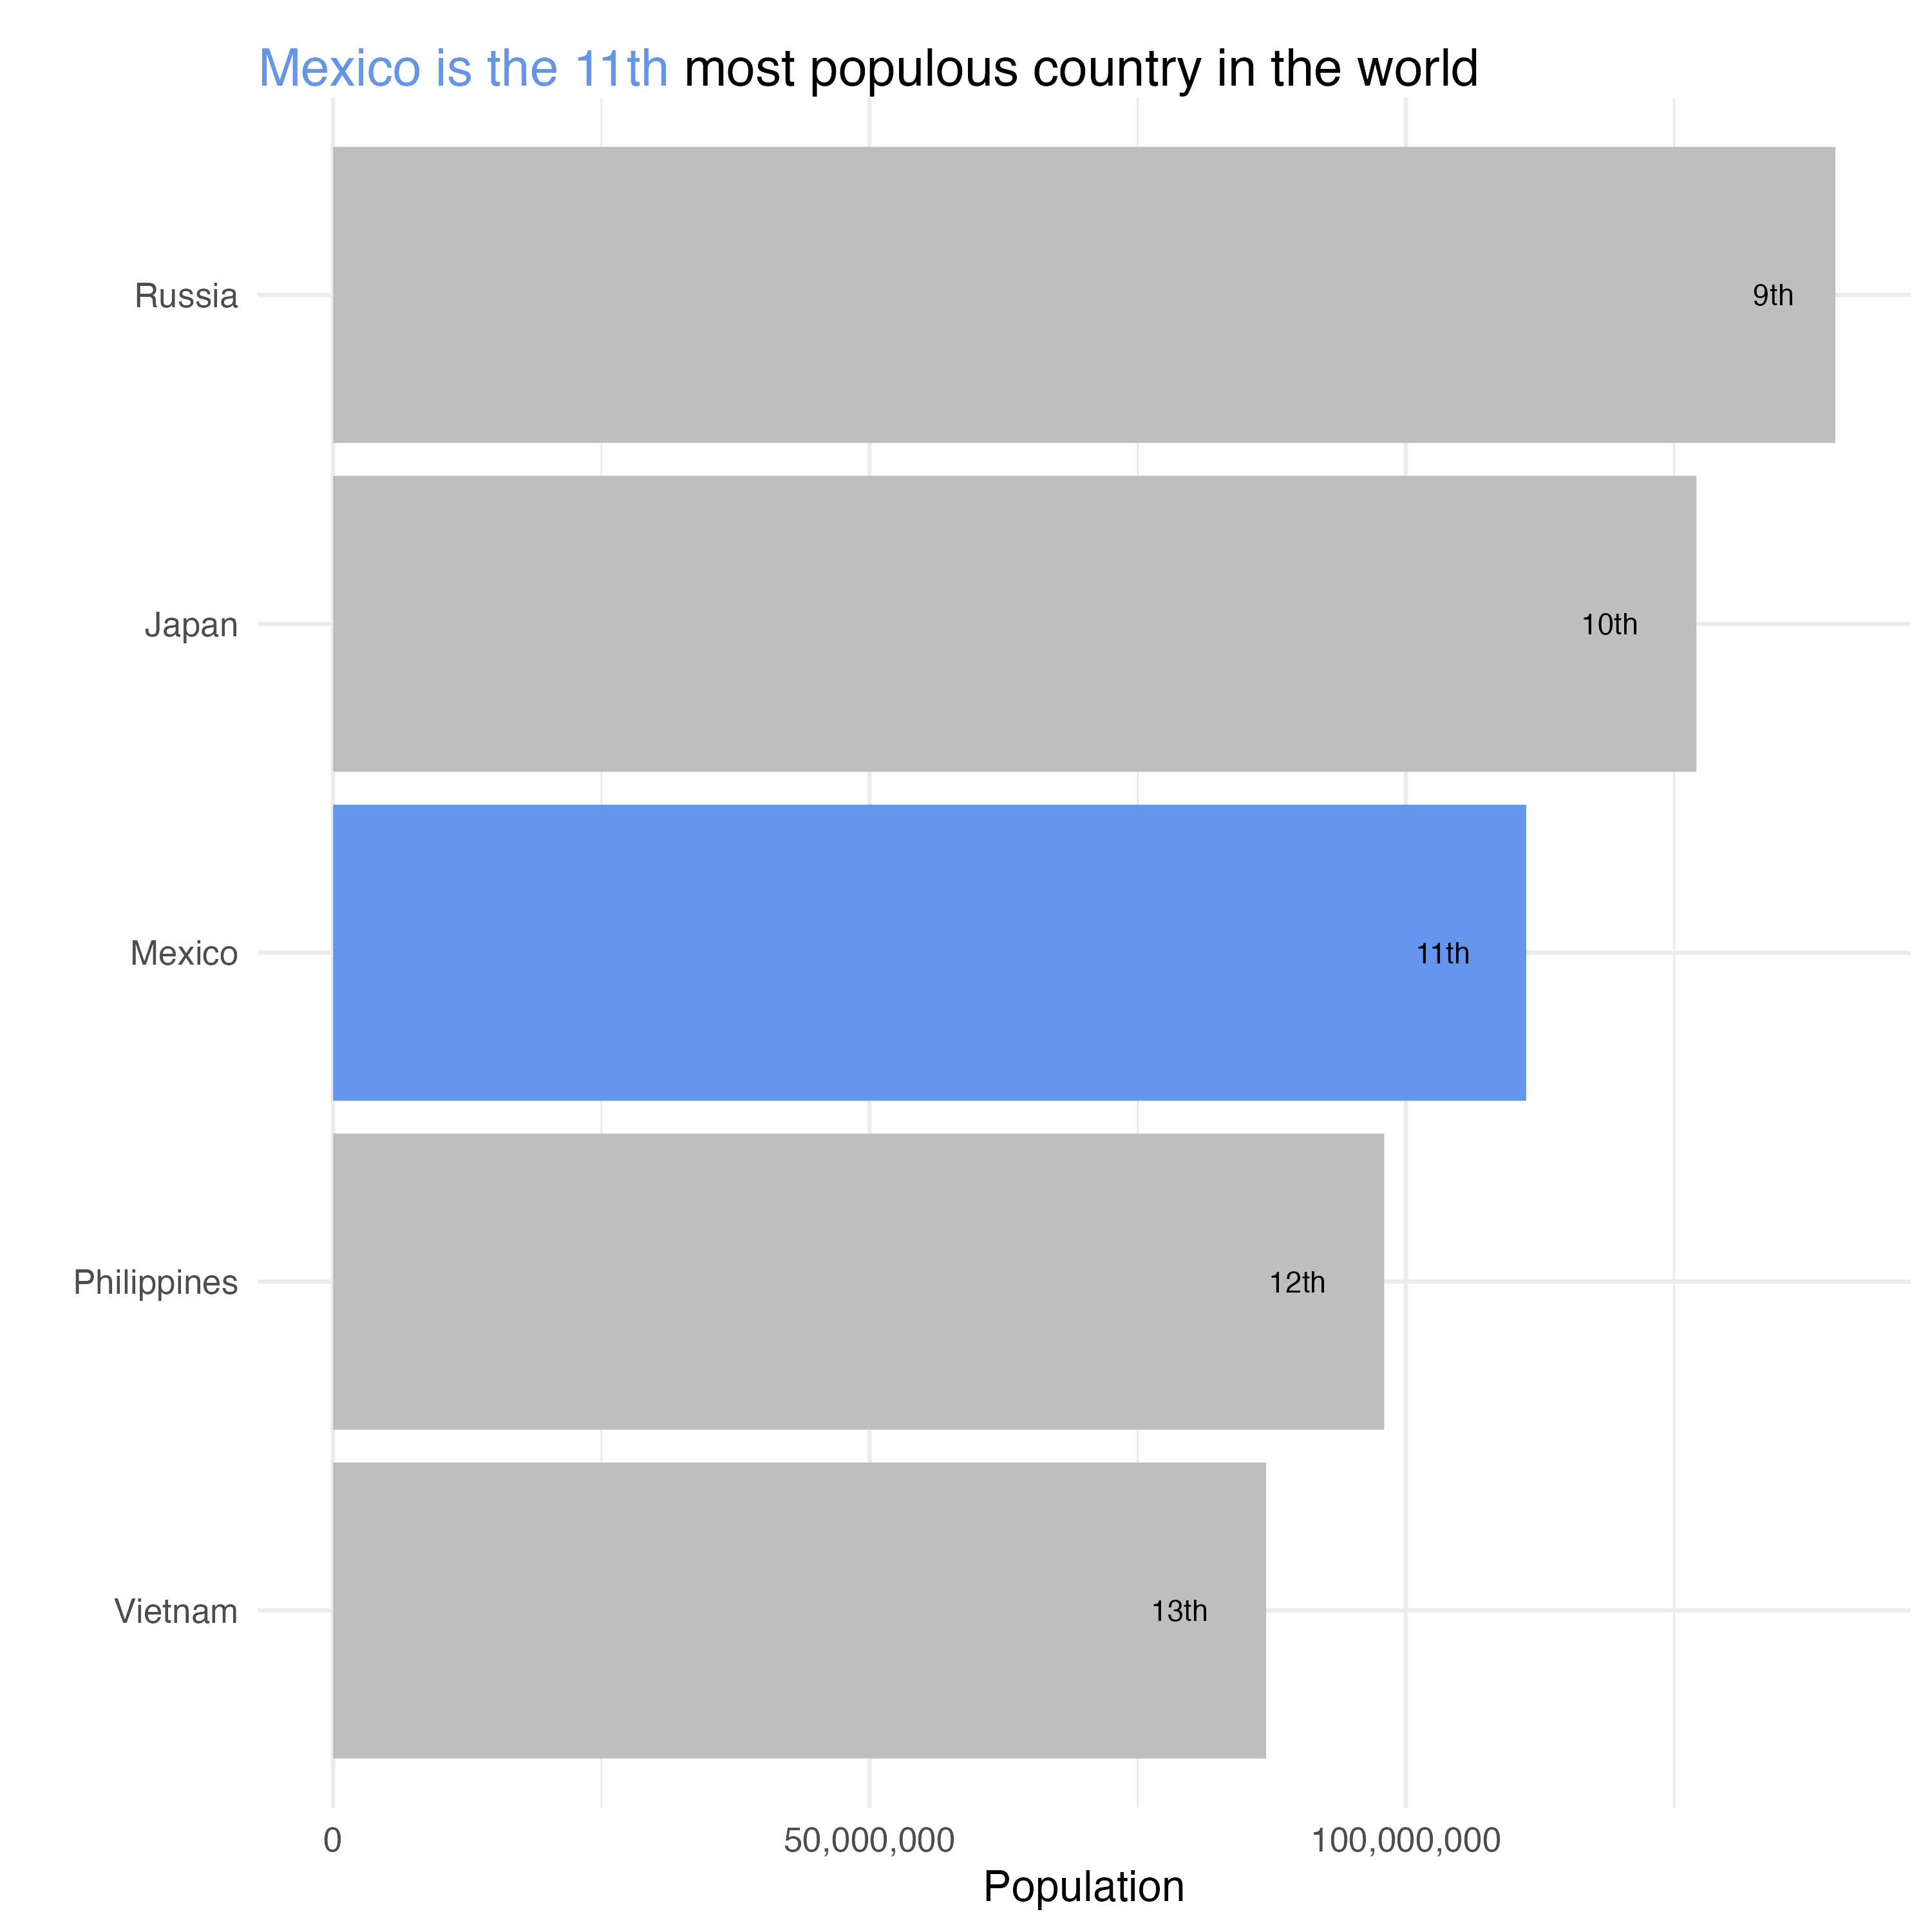 Mexico is the 11th most populous country in the world
Russia
9th
Japan
10th
Mexico
11th
Philippines
12th
Vietnam
13th
0
50,000,000
100,000,000
Population